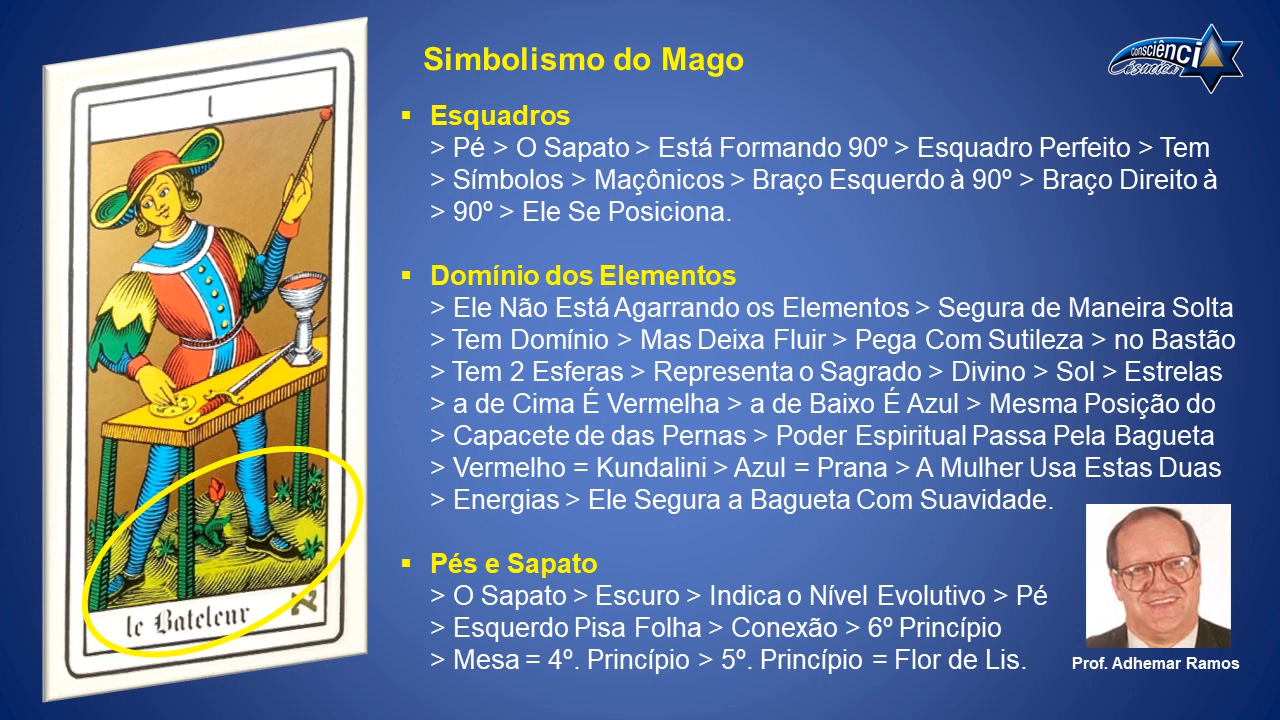 Simbolismo do Mago
consciênci
Cósmica
I
▪ Esquadros
> Pé > O Sapato > Está Formando 90º > Esquadro Perfeito > Tem
> Símbolos > Maçônicos > Braço Esquerdo à 90º > Braço Direito à
> 90º > Ele Se Posiciona.
▪ Domínio dos Elementos
> Ele Não Está Agarrando os Elementos > Segura de Maneira Solta
> Tem Domínio > Mas Deixa Fluir > Pega Com Sutileza > no Bastão
> Tem 2 Esferas > Representa o Sagrado > Divino > Sol > Estrelas
> a de Cima É Vermelha > a de Baixo É Azul > Mesma Posição do
> Capacete de das Pernas > Poder Espiritual Passa Pela Bagueta
> Vermelho = Kundalini > Azul = Prana > A Mulher Usa Estas Duas
> Energias > Ele Segura a Bagueta Com Suavidade.
▪ Pés e Sapato
> O Sapato > Escuro > Indica o Nível Evolutivo > Pé
> Esquerdo Pisa Folha > Conexão > 6º Princípio
> Mesa = 4º. Princípio > 5º. Princípio = Flor de Lis.
le Bateleur
א
Prof. Adhemar Ramos